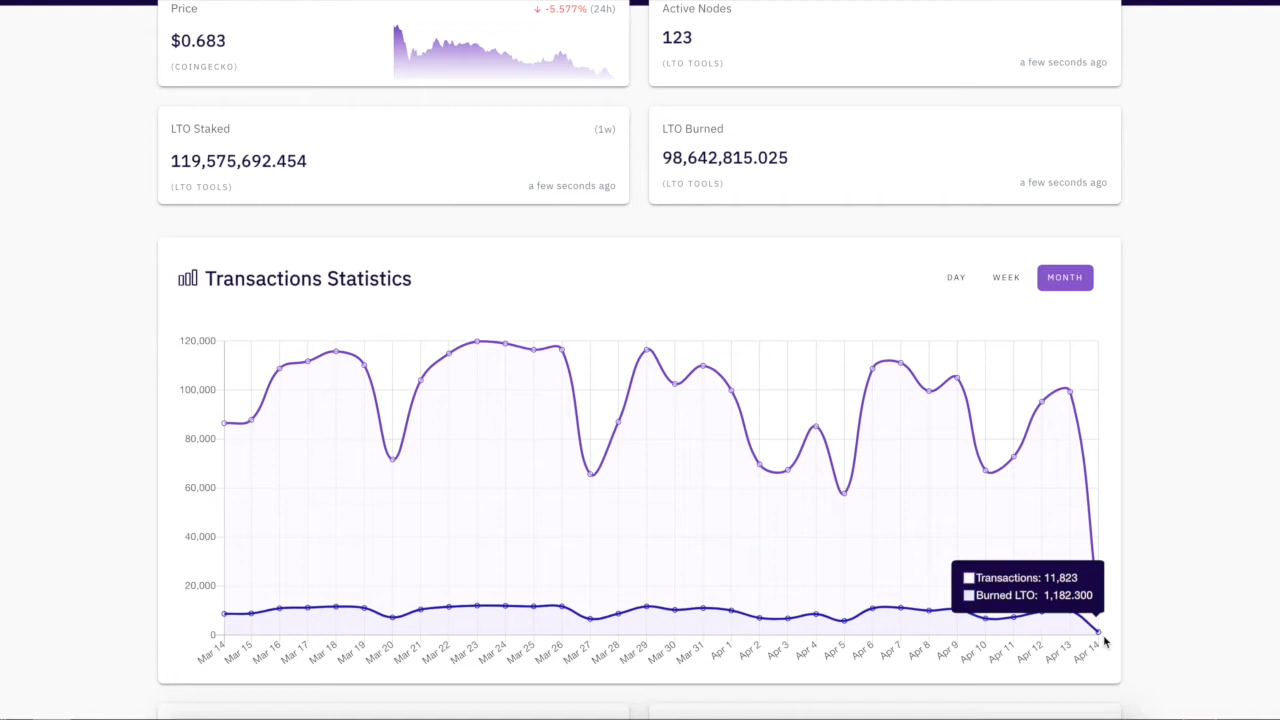 Price
↓ -5.577% (24h)
$0.683
(COINGECKO)
Active Nodes
123
(LTO TOOLS)
a few seconds ago
LTO Staked
(1w)
119,575,692.454
(LTO TOOLS)
a few seconds ago
LTO Burned
98,642,815.025
(LTO TOOLS)
a few seconds ago
Transactions Statistics
DAY WEEK MONTH
120,000
100,000
80,000
60,000
40,000
20,000
0
Transactions: 11,823
Burned LTO: 1,182.300
Mar 14 Mar 15 Mar 16 Mar 17 Mar 18 Mar 19 Mar 20 Mar 21 Mar 22 Mar 23 Mar 24 Mar 25 Mar 26 Mar 27 Mar 28 Mar 29 Mar 30 Mar 31 Apr 1 Apr 2 Apr 3 Apr 4 Apr 5 Apr 6 Apr 7 Apr 8 Apr 9 Apr 10 Apr 11 Apr 12 Apr 13 Apr 14